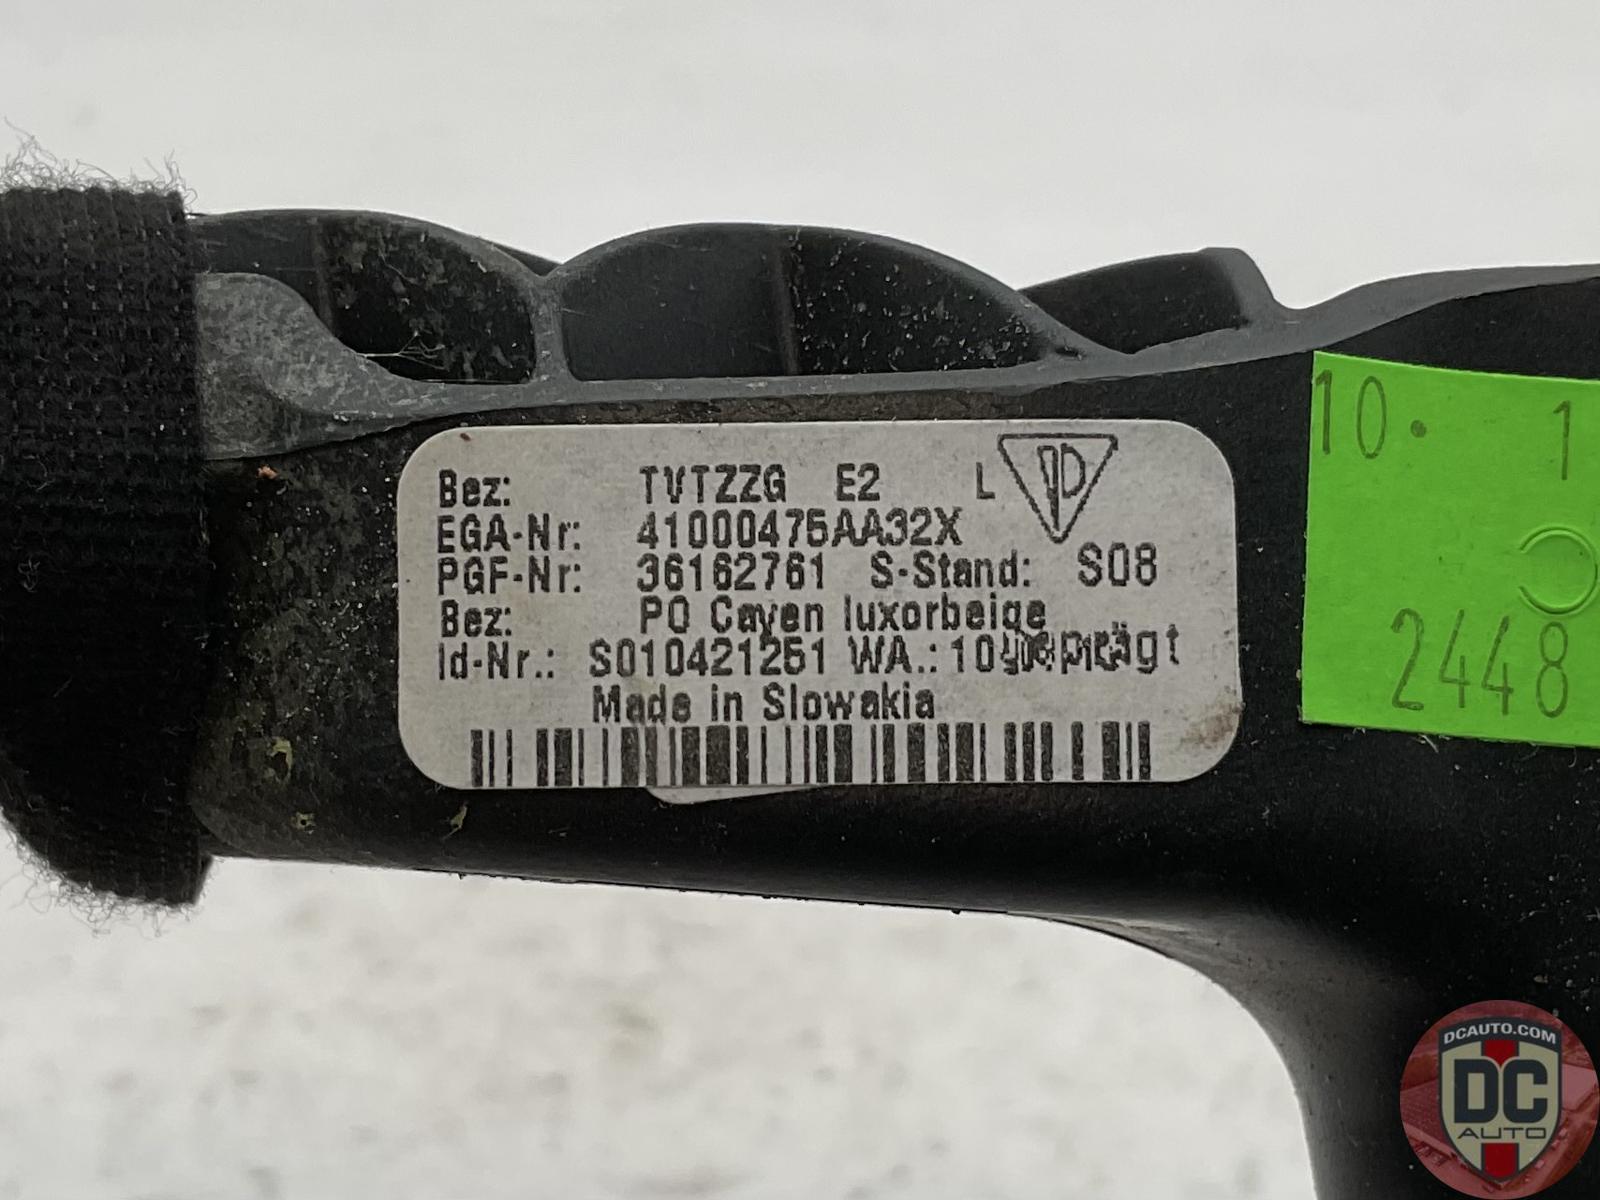 Bez: TVTZZG E2 L
EGA-Nr: 41000475AA32X
PGF-Nr: 36162761 S-Stand: S08
Bez: PO Cayen luxorbeige
Id-Nr.: S010421251 WA.: 10
Made in Slowakia
10. 1
2448
DCAUTO.COM
DC
AUTO